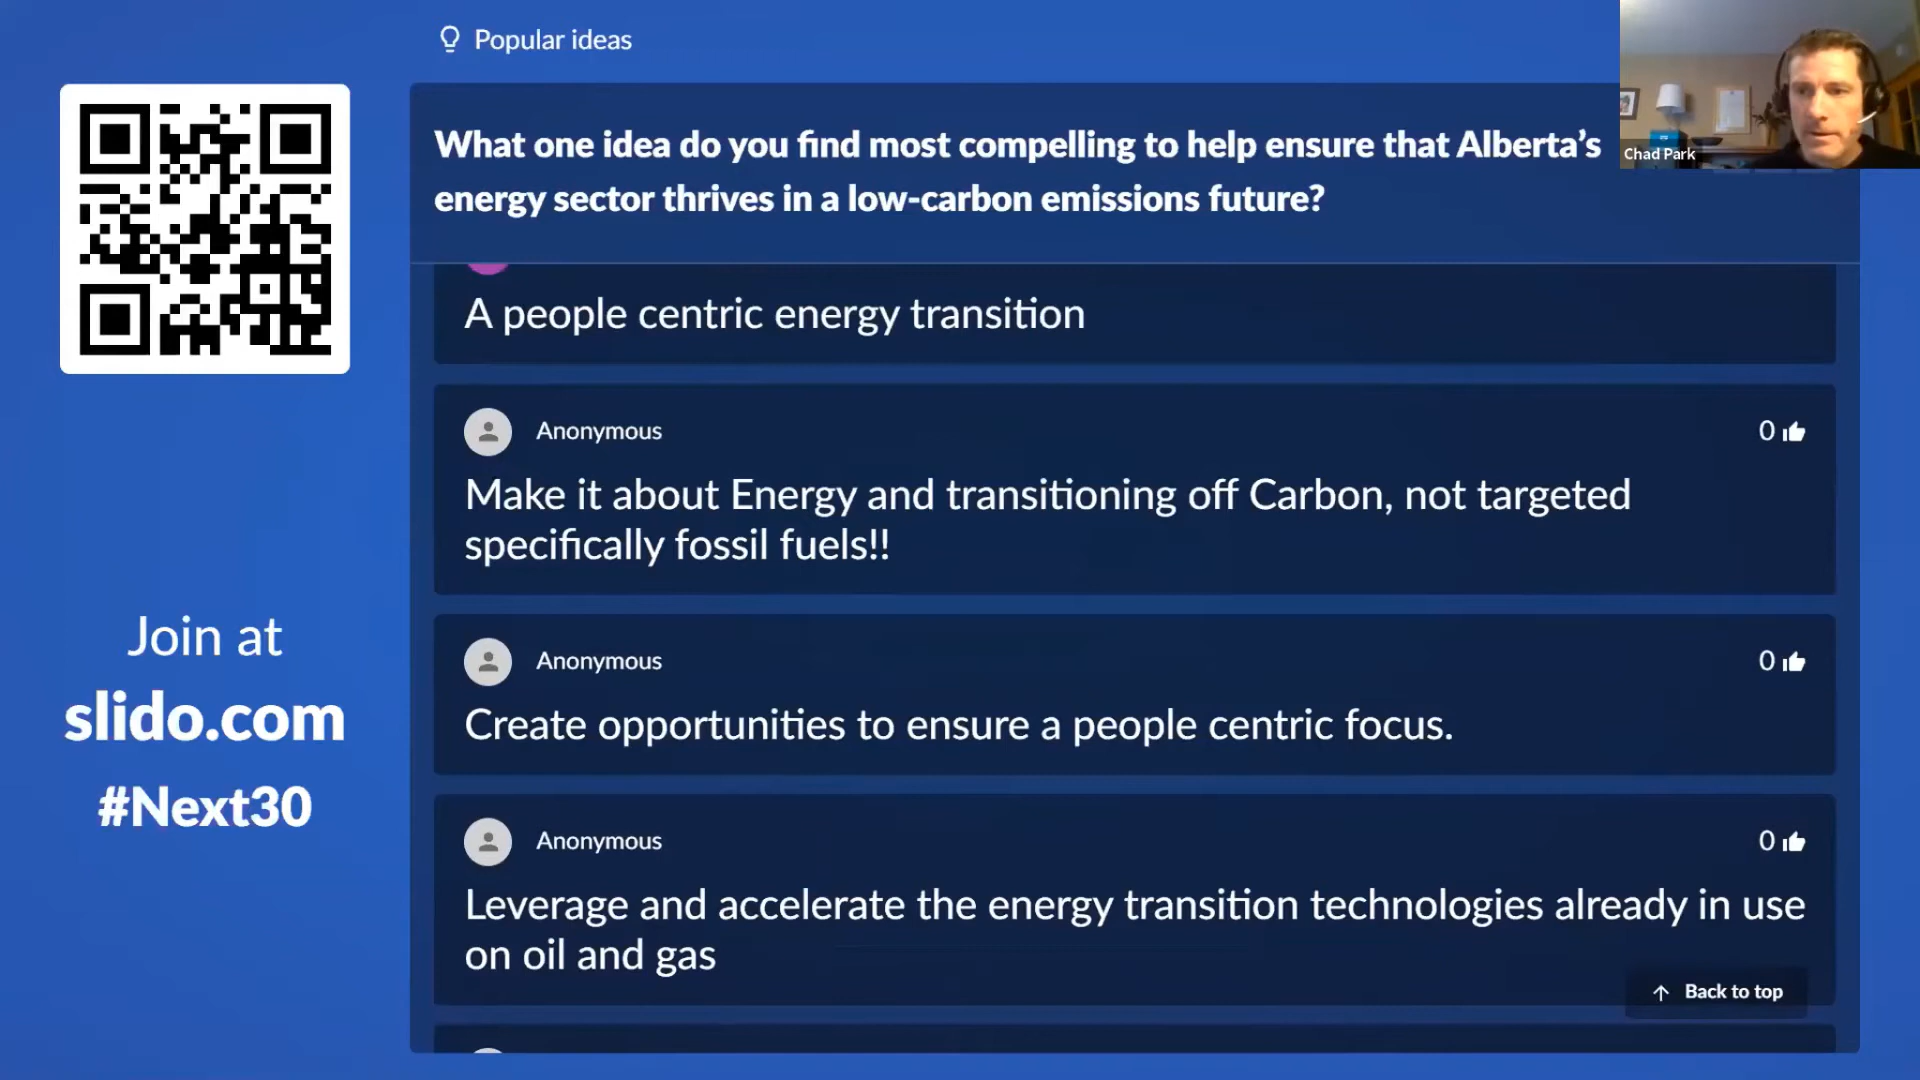 Popular ideas
What one idea do you find most compelling to help ensure that Alberta's
energy sector thrives in a low-carbon emissions future?
Chad Park
A people centric energy transition
Anonymous
0
Make it about Energy and transitioning off Carbon, not targeted
specifically fossil fuels!!
Anonymous
0
Create opportunities to ensure a people centric focus.
Anonymous
0
Leverage and accelerate the energy transition technologies already in use
on oil and gas
Back to top
Join at
slido.com
#Next30